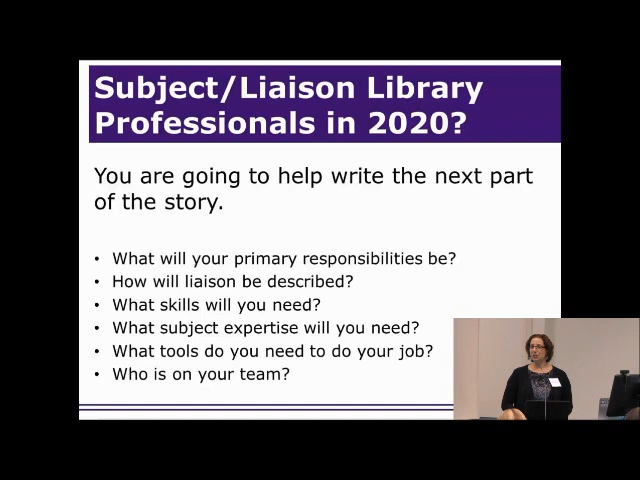 Subject/Liaison Library
Professionals in 2020?
You are going to help write the next part
of the story.
• What will your primary responsibilities be?
• How will liaison be described?
• What skills will you need?
• What subject expertise will you need?
• What tools do you need to do your job?
• Who is on your team?